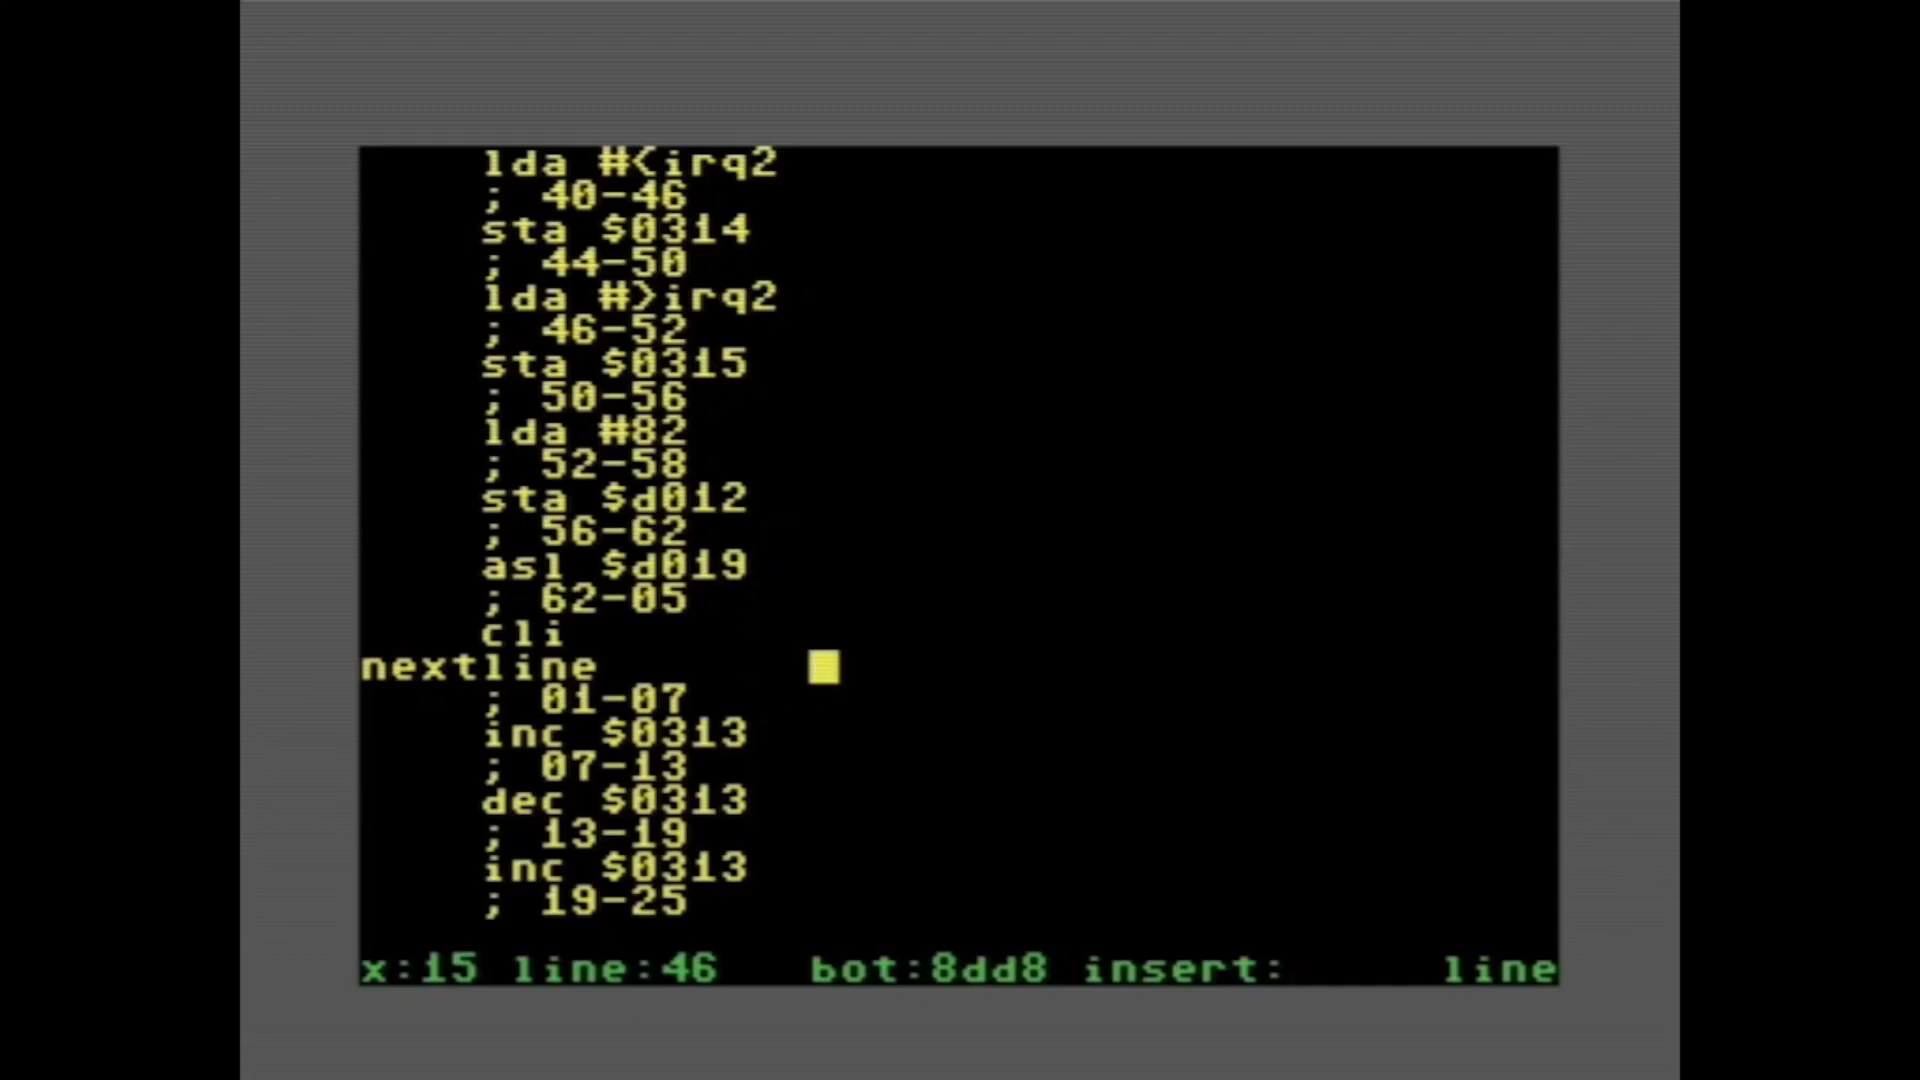 lda #<irq2
; 40-46
sta $0314
; 44-50
lda #>irq2
; 46-52
sta $0315
; 50-56
lda #82
; 52-58
sta $d012
; 56-62
asl $d019
; 62-05
cli
nextline
; 01-07
inc $0313
; 07-13
dec $0313
; 13-19
inc $0313
; 19-25
x:15 line:46 bot:8dd8 insert: line